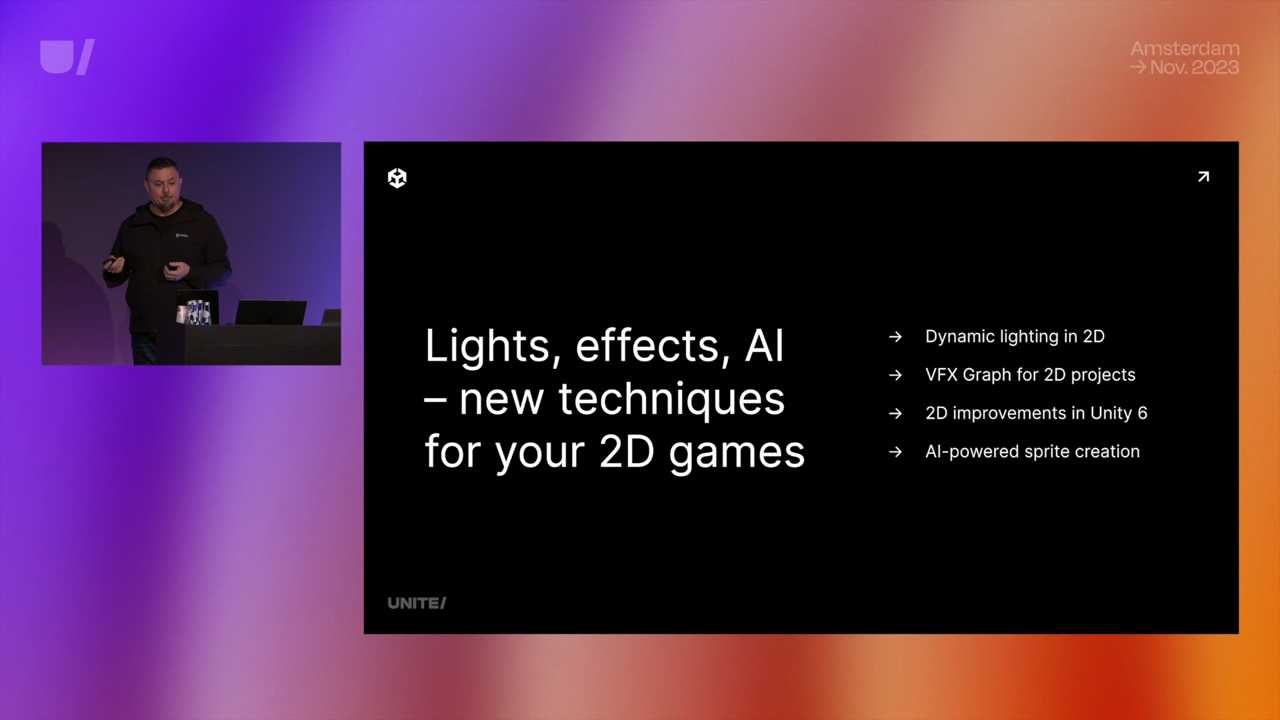 Amsterdam
→ Nov. 2023
Lights, effects, AI
– new techniques
for your 2D games
→ Dynamic lighting in 2D
→ VFX Graph for 2D projects
→ 2D improvements in Unity 6
→ AI-powered sprite creation
UNITE/